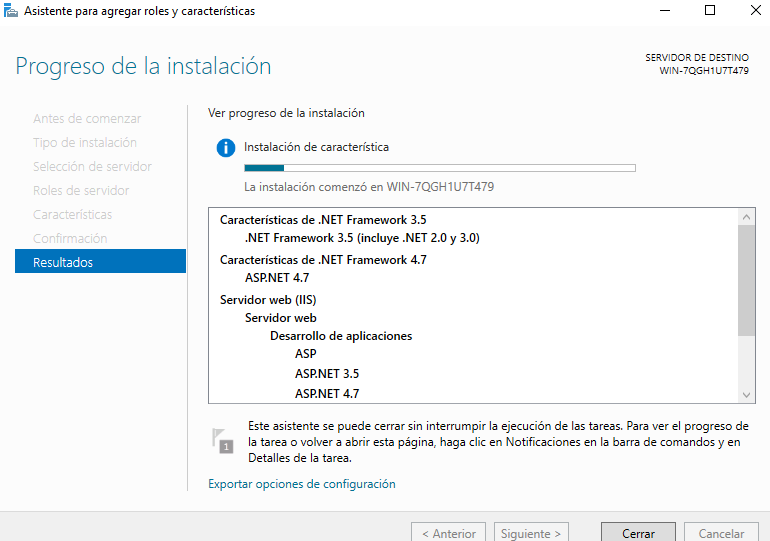 Asistente para agregar roles y características
Progreso de la instalación
SERVIDOR DE DESTINO
WIN-7QGH1U7T479
Antes de comenzar
Tipo de instalación
Selección de servidor
Roles de servidor
Características
Confirmación
Resultados
Ver progreso de la instalación
Instalación de característica
La instalación comenzó en WIN-7QGH1U7T479
Características de .NET Framework 3.5
.NET Framework 3.5 (incluye .NET 2.0 y 3.0)
Características de .NET Framework 4.7
ASP.NET 4.7
Servidor web (IIS)
Servidor web
Desarrollo de aplicaciones
ASP
ASP.NET 3.5
ASP.NET 4.7
1
Este asistente se puede cerrar sin interrumpir la ejecución de las tareas. Para ver el progreso de
la tarea o volver a abrir esta página, haga clic en Notificaciones en la barra de comandos y en
Detalles de la tarea.
Exportar opciones de configuración
< Anterior
Siguiente >
Cerrar
Cancelar